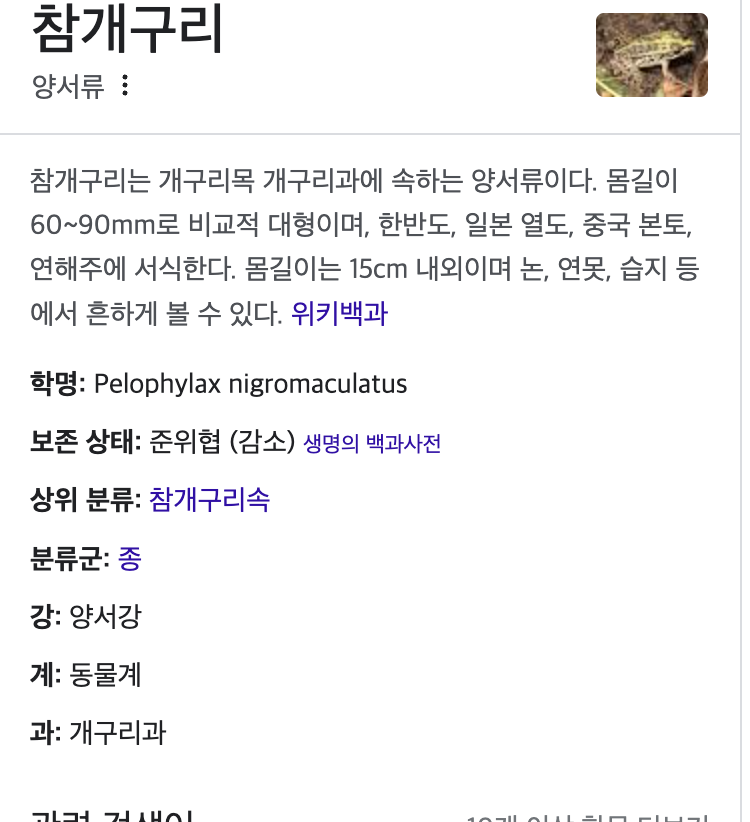 참개구리
양서류
참개구리는 개구리목 개구리과에 속하는 양서류이다. 몸길이
60~90mm로 비교적 대형이며, 한반도, 일본 열도, 중국 본토,
연해주에 서식한다. 몸길이는 15cm 내외이며 논, 연못, 습지 등
에서 흔하게 볼 수 있다. 위키백과
학명: Pelophylax nigromaculatus
보존 상태: 준위협 (감소) 생명의 백과사전
상위 분류: 참개구리속
분류군: 종
강: 양서강
계: 동물계
과: 개구리과